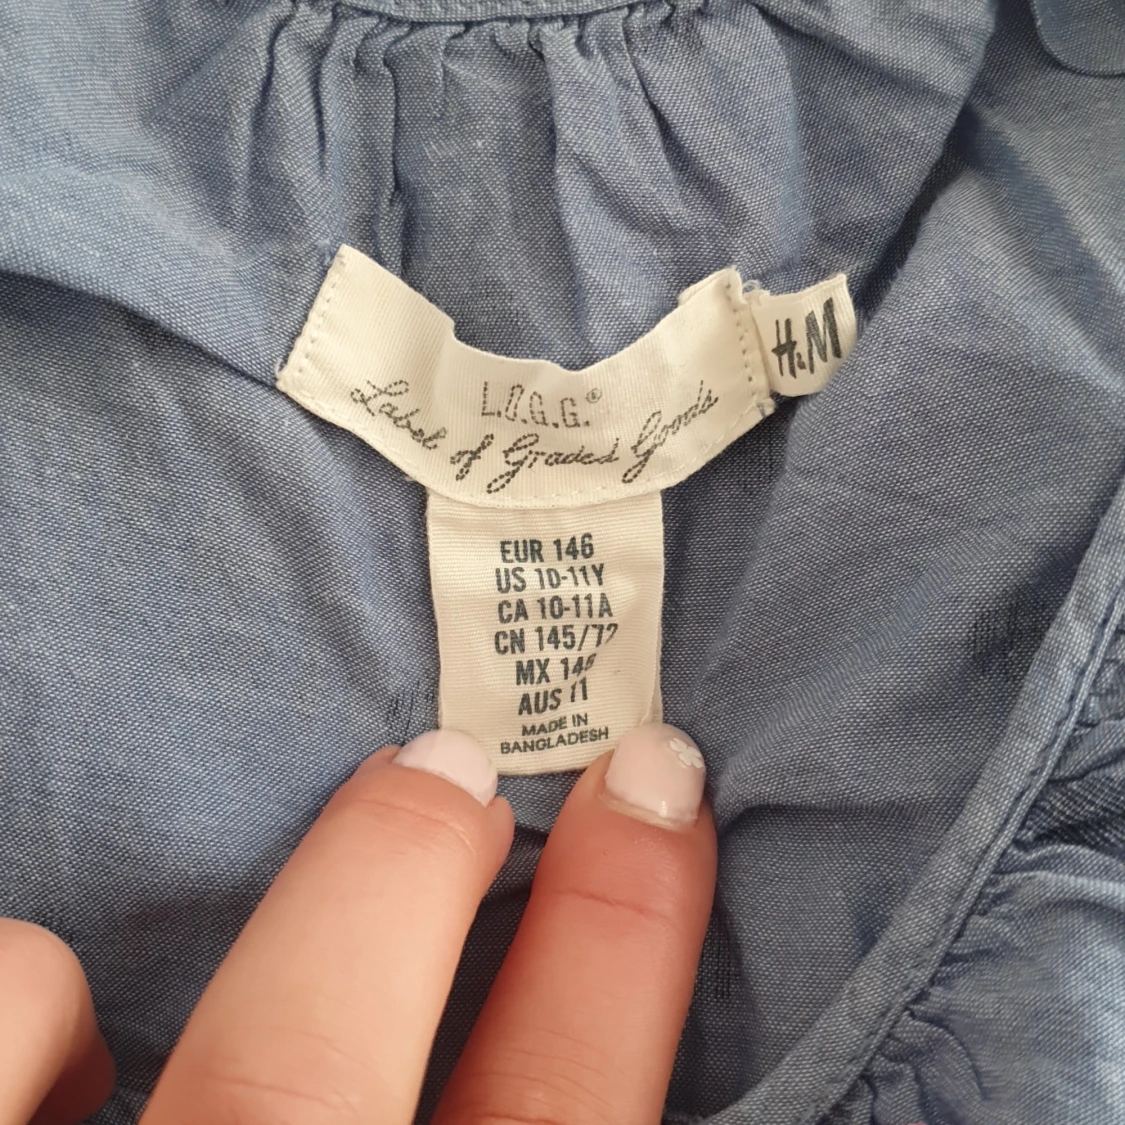 L.O.G.G.®
Label of Graded Goods
H&M
EUR 146
US 10-11Y
CA 10-11A
CN 145/72
MX 146
AUS 11
MADE IN
BANGLADESH